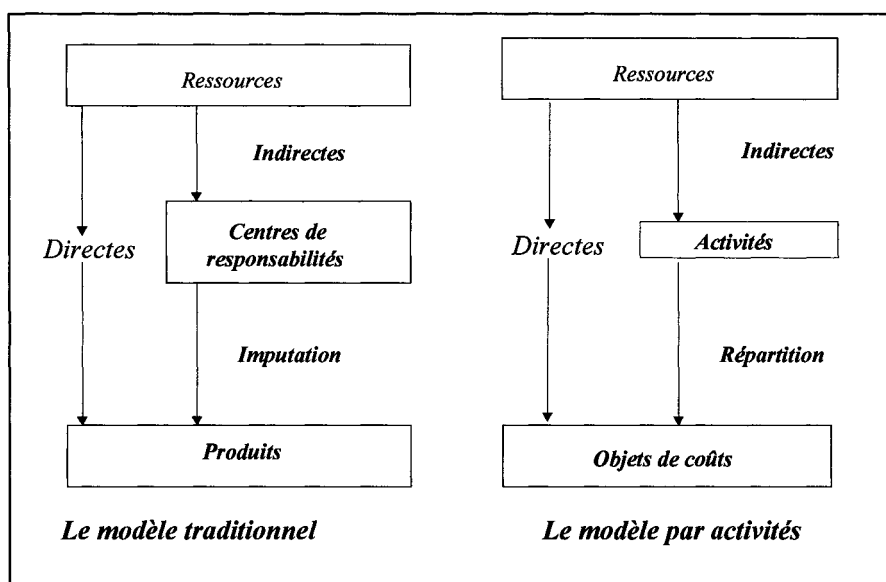 Ressources
Indirectes
Directes
Centres de
responsabilités
Imputation
Produits
Le modèle traditionnel
Ressources
Indirectes
Directes
Activités
Répartition
Objets de coûts
Le modèle par activités